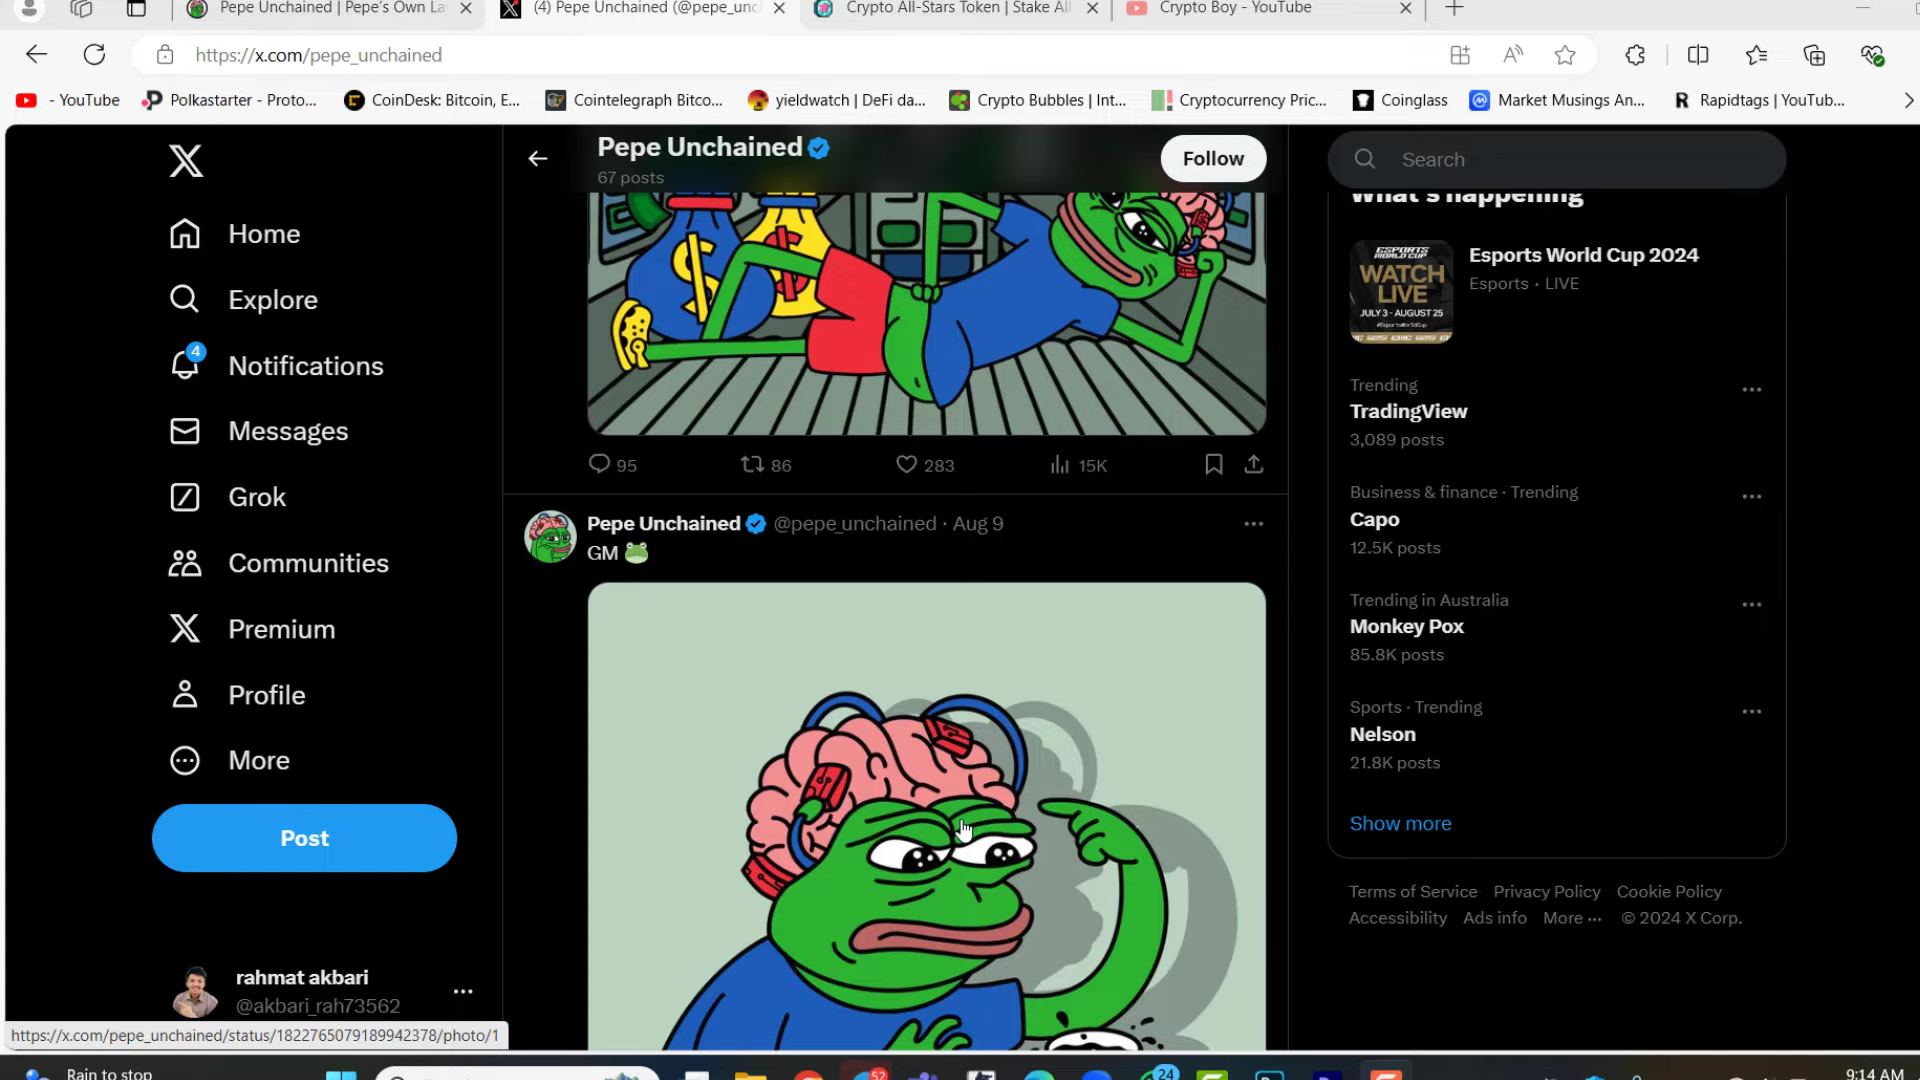 Pepe Unchained | Pepe's Own La
(4) Pepe Unchained (@pepe_unc
Crypto All-Stars Token | Stake All
Crypto Boy - YouTube
https://x.com/pepe_unchained
- YouTube
Polkastarter - Proto...
CoinDesk: Bitcoin, E...
Cointelegraph Bitco...
yieldwatch | DeFi da...
Crypto Bubbles | Int...
Cryptocurrency Pric...
Coinglass
Market Musings An...
Rapidtags | YouTub...
Home
Explore
4
Notifications
Messages
Grok
Communities
Premium
Profile
More
Post
rahmat akbari
@akbari_rah73562
https://x.com/pepe_unchained/status/1822765079189942378/photo/1
Pepe Unchained
67 posts
Follow
95
86
283
15K
Pepe Unchained @pepe_unchained · Aug 9
GM
Search
What's happening
ESPORTS
WORLD CUP
WATCH
LIVE
JULY 3 - AUGUST 25
Esports World Cup 2024
Esports · LIVE
Trending
TradingView
3,089 posts
Business & finance · Trending
Capo
12.5K posts
Trending in Australia
Monkey Pox
85.8K posts
Sports · Trending
Nelson
21.8K posts
Show more
Terms of Service Privacy Policy Cookie Policy
Accessibility Ads info More ··· © 2024 X Corp.
Rain to stop
52
24
9:14 AM